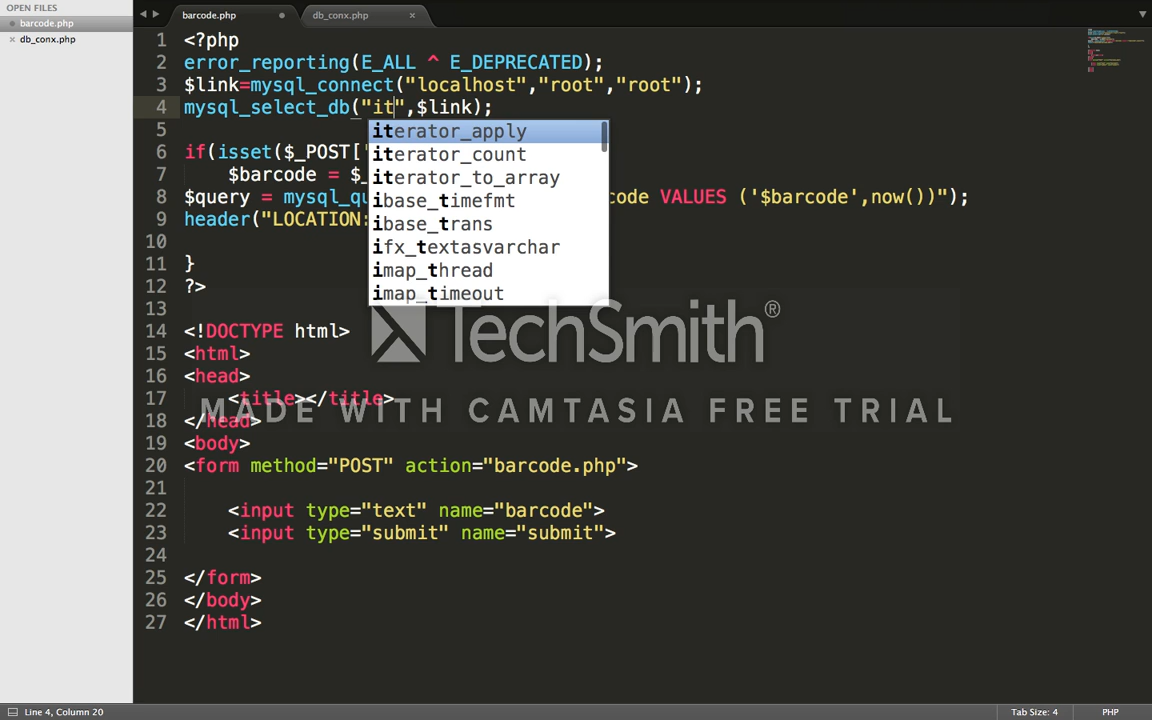 OPEN FILES
barcode.php
db_conx.php
barcode.php
db_conx.php
1 <?php
2 error_reporting(E_ALL ^ E_DEPRECATED);
3 $link=mysql_connect("localhost","root","root");
4 mysql_select_db("it",$link);
5
6 if(isset($_POST['
7 $barcode = $_
8 $query = mysql_qu code VALUES ('$barcode',now())");
9 header("LOCATION:
10
11 }
12 ?>
13
14 <!DOCTYPE html>
15 <html>
16 <head>
17 <title></title>
18 </head>
19 <body>
20 <form method="POST" action="barcode.php">
21
22 <input type="text" name="barcode">
23 <input type="submit" name="submit">
24
25 </form>
26 </body>
27 </html>
iterator_apply
iterator_count
iterator_to_array
ibase_timefmt
ibase_trans
ifx_textasvarchar
imap_thread
imap_timeout
TechSmith®
MADE WITH CAMTASIA FREE TRIAL
Line 4, Column 20
Tab Size: 4
PHP